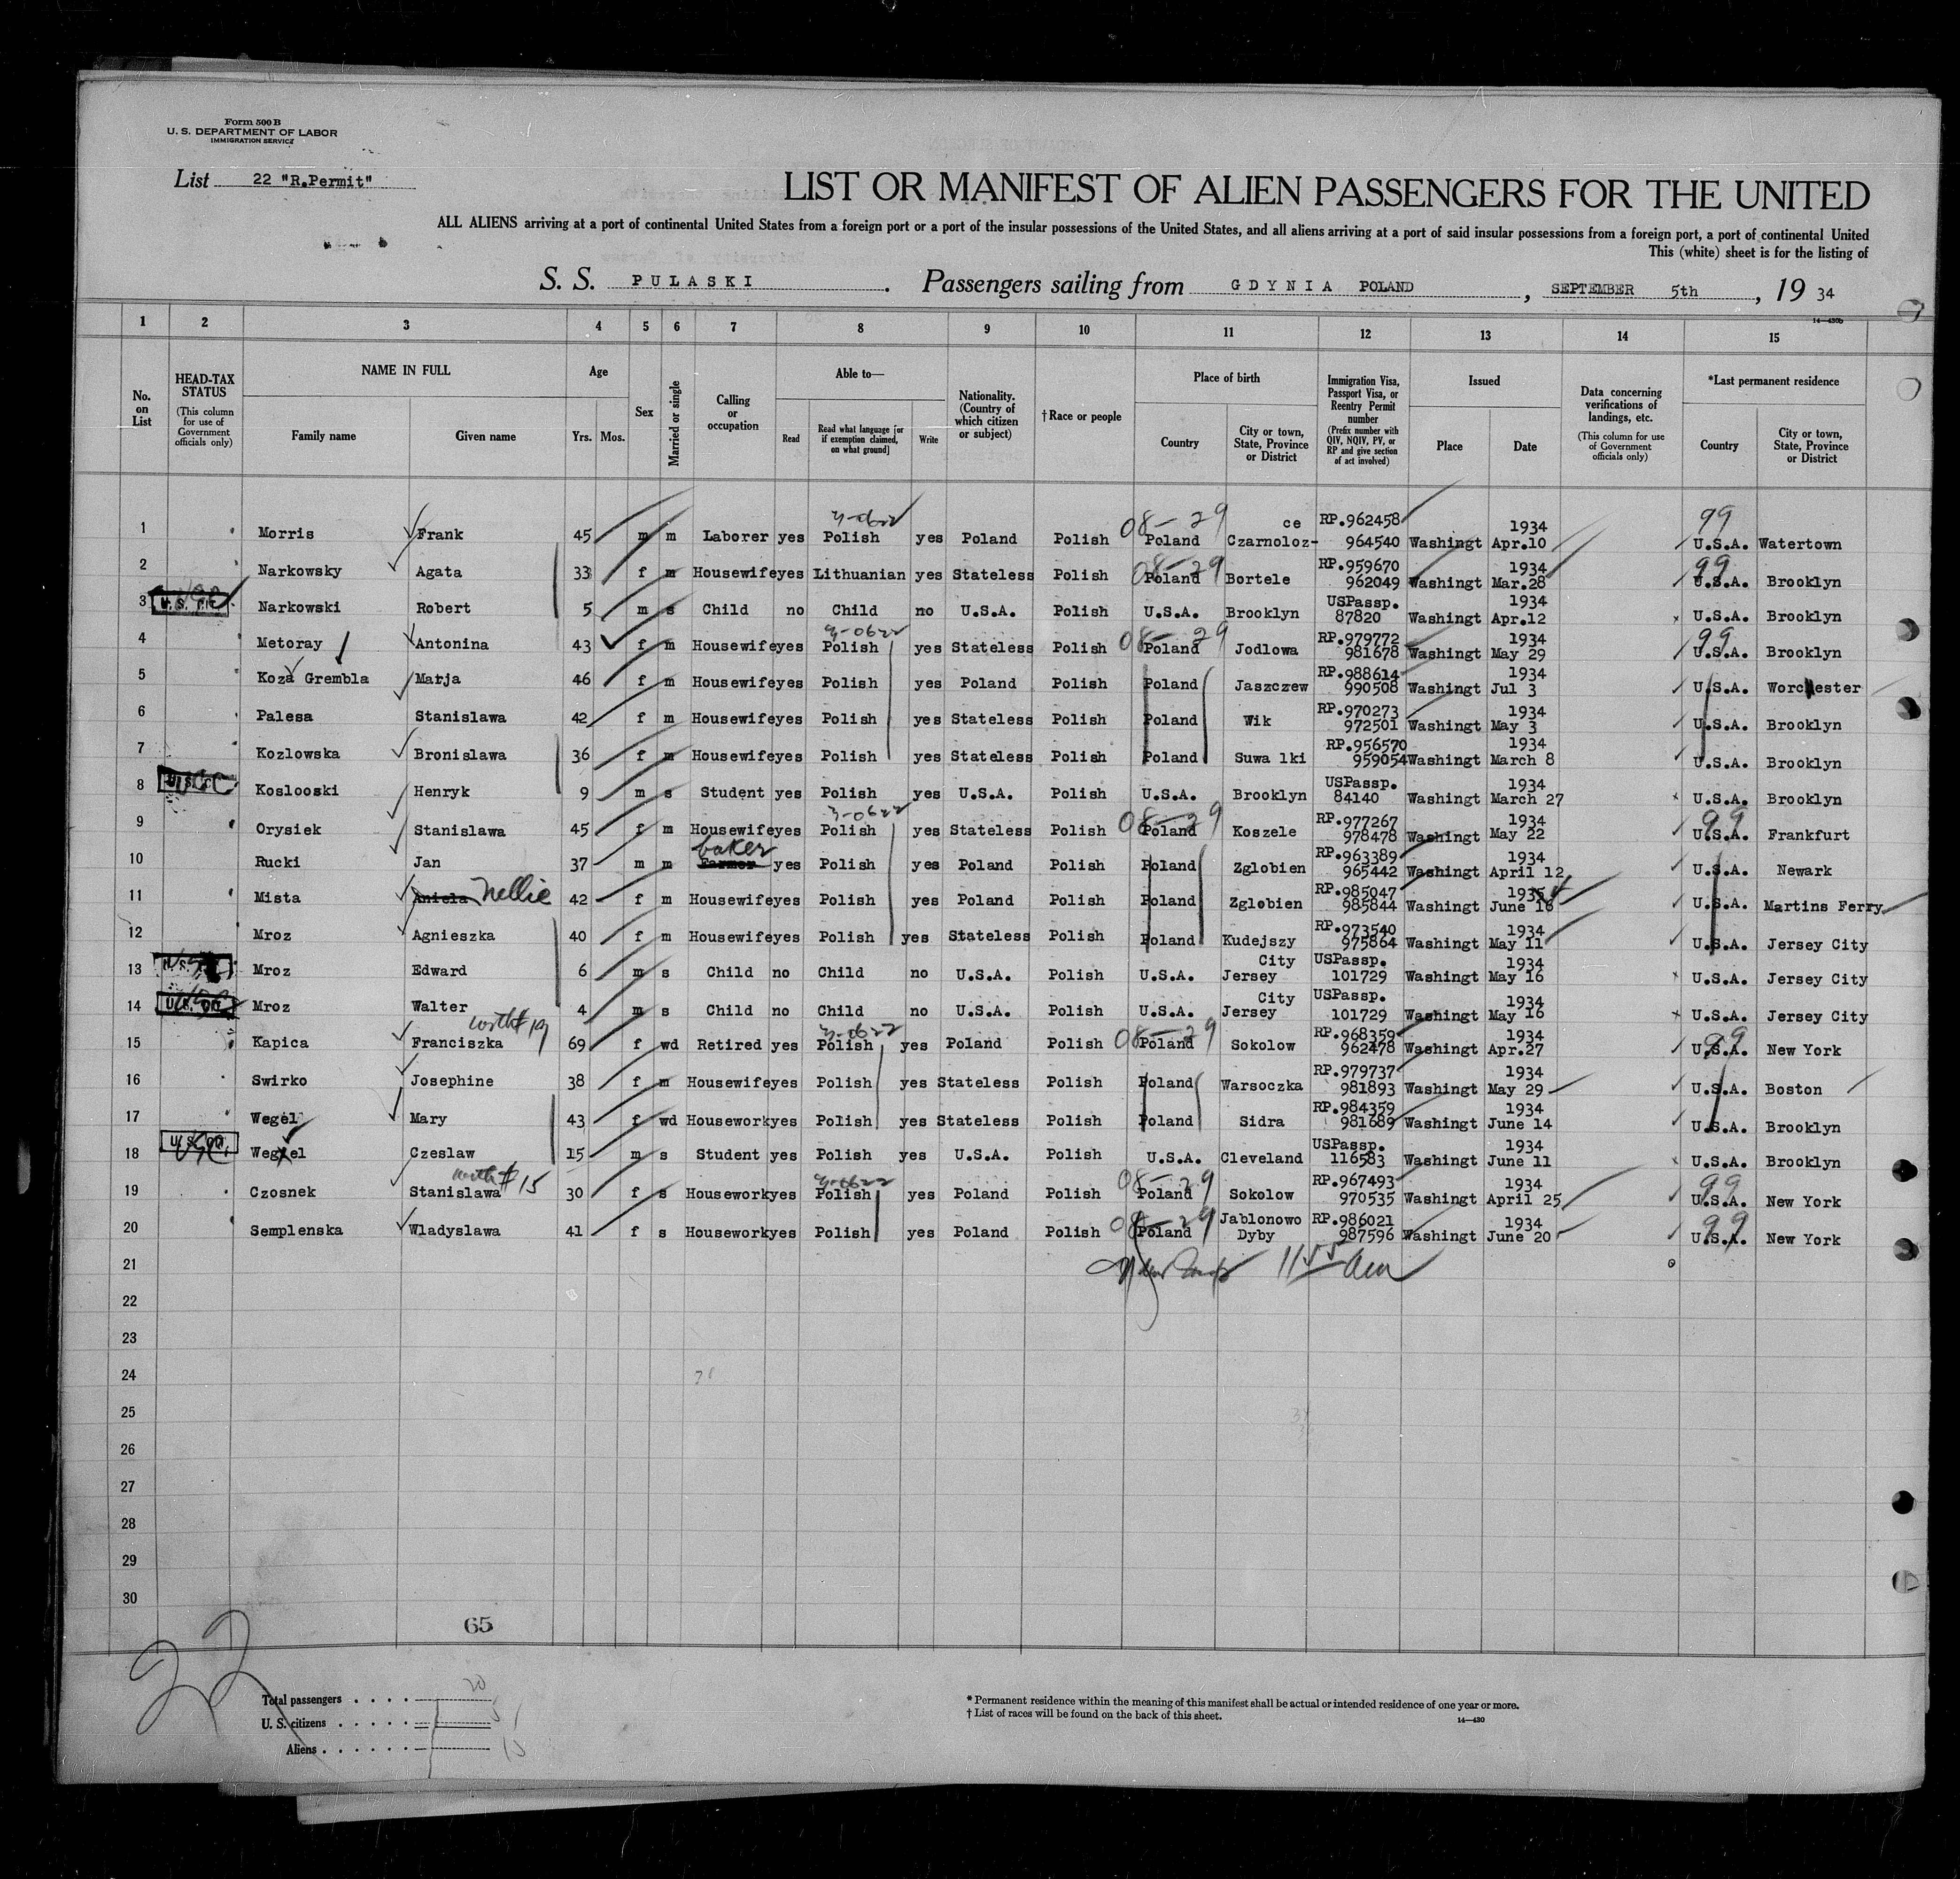 Form 500 B
U. S. DEPARTMENT OF LABOR
IMMIGRATION SERVICE
List 22 "R.Permit"
LIST OR MANIFEST OF ALIEN PASSENGERS FOR THE UNITED
ALL ALIENS arriving at a port of continental United States from a foreign port or a port of the insular possessions of the United States, and all aliens arriving at a port of said insular possessions from a foreign port, a port of continental United
This (white) sheet is for the listing of
S. S. PULASKI. Passengers sailing from GDYNIA POLAND, SEPTEMBER 5th, 19 34
14—430b
1 2 3 4 5 6 7 8 9 10 11 12 13 14 15
No. on List
HEAD-TAX STATUS (This column for use of Government officials only)
NAME IN FULL Family name Given name
Age Yrs. Mos.
Sex
Married or single
Calling or occupation
Able to— Read Read what language [or if exemption claimed, on what ground] Write
Nationality. (Country of which citizen or subject)
† Race or people
Place of birth Country City or town, State, Province or District
Immigration Visa, Passport Visa, or Reentry Permit number (Prefix number with QIV, NQIV, PV, or RP and give section of act involved)
Issued Place Date
Data concerning verifications of landings, etc. (This column for use of Government officials only)
*Last permanent residence Country City or town, State, Province or District
1 Morris Frank 45 m m Laborer yes Polish yes Poland Polish 08-29 Poland Czarnoloz-ce RP.962458 964540 Washingt 1934 Apr.10 99 U.S.A. Watertown
2 Narkowsky Agata 33 f m Housewife yes Lithuanian yes Stateless Polish 08-29 Poland Bortele RP.959670 962049 Washingt 1934 Mar.28 99 U.S.A. Brooklyn
3 Narkowski Robert 5 m s Child no Child no U.S.A. Polish U.S.A. Brooklyn USPassp. 87820 Washingt 1934 Apr.12 U.S.A. Brooklyn
4 Metoray Antonina 43 f m Housewife yes Polish yes Stateless Polish 08-29 Poland Jodlowa RP.979772 981678 Washingt 1934 May 29 99 U.S.A. Brooklyn
5 Koza Grembla Marja 46 f m Housewife yes Polish yes Poland Polish Poland Jaszczew RP.988614 990508 Washingt 1934 Jul 3 U.S.A. Worchester
6 Palesa Stanislawa 42 f m Housewife yes Polish yes Stateless Polish Poland Wik RP.970273 972501 Washingt 1934 May 3 U.S.A. Brooklyn
7 Kozlowska Bronislawa 36 f m Housewife yes Polish yes Stateless Polish Poland Suwa lki RP.956570 959054 Washingt 1934 March 8 U.S.A. Brooklyn
8 Koslooski Henryk 9 m s Student yes Polish yes U.S.A. Polish U.S.A. Brooklyn USPassp. 84140 Washingt 1934 March 27 U.S.A. Brooklyn
9 Orysiek Stanislawa 45 f m Housewife yes Polish yes Stateless Polish 08-29 Poland Koszele RP.977267 978478 Washingt 1934 May 22 99 U.S.A. Frankfurt
10 Rucki Jan 37 m m Farmer baker yes Polish yes Poland Polish Poland Zglobien RP.963389 965442 Washingt 1934 April 12 U.S.A. Newark
11 Mista Aniela Nellie 42 f m Housewife yes Polish yes Poland Polish Poland Zglobien RP.985047 985844 Washingt 1934 June 16 U.S.A. Martins Ferry
12 Mroz Agnieszka 40 f m Housewife yes Polish yes Stateless Polish Poland Kudejszy RP.973540 975864 Washingt 1934 May 11 U.S.A. Jersey City
13 Mroz Edward 6 m s Child no Child no U.S.A. Polish U.S.A. Jersey City USPassp. 101729 Washingt 1934 May 16 U.S.A. Jersey City
14 Mroz Walter 4 m s Child no Child no U.S.A. Polish U.S.A. Jersey City USPassp. 101729 Washingt 1934 May 16 U.S.A. Jersey City
15 Kapica Franciszka with #19 69 f wd Retired yes Polish yes Poland Polish 08-29 Poland Sokolow RP.968359 962478 Washingt 1934 Apr.27 99 U.S.A. New York
16 Swirko Josephine 38 f m Housewife yes Polish yes Stateless Polish Poland Warsoczka RP.979737 981893 Washingt 1934 May 29 U.S.A. Boston
17 Wegel Mary 43 f wd Housework yes Polish yes Stateless Polish Poland Sidra RP.984359 981689 Washingt 1934 June 14 U.S.A. Brooklyn
18 Wegel Czeslaw 15 m s Student yes Polish yes U.S.A. Polish U.S.A. Cleveland USPassp. 116583 Washingt 1934 June 11 U.S.A. Brooklyn
19 Czosnek Stanislawa with #15 30 f s Housework yes Polish yes Poland Polish 08-29 Poland Sokolow RP.967493 970535 Washingt 1934 April 25 99 U.S.A. New York
20 Semplenska Wladyslawa 41 f s Housework yes Polish yes Poland Polish 08-29 Poland Jablonowo Dyby RP.986021 987596 Washingt 1934 June 20 99 U.S.A. New York
21 11 55 am
22
23
24
25
26
27
28
29
30
65
22
Total passengers 20
U. S. citizens 5
Aliens 15
* Permanent residence within the meaning of this manifest shall be actual or intended residence of one year or more.
† List of races will be found on the back of this sheet.
14—430